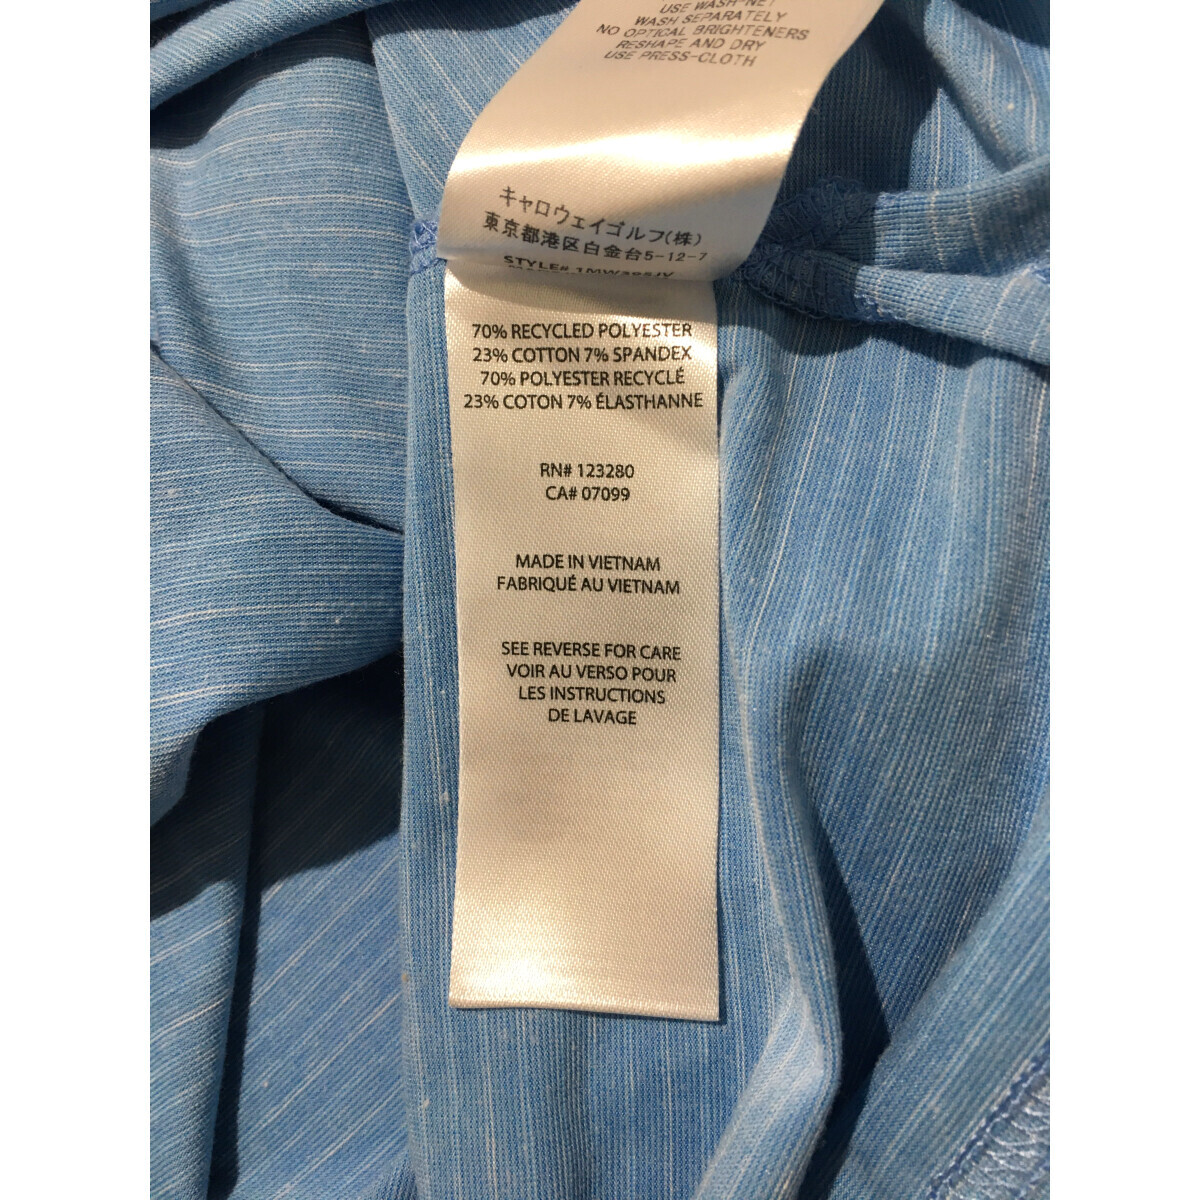 USE WASH-NET
WASH SEPARATELY
NO OPTICAL BRIGHTENERS
RESHAPE AND DRY
USE PRESS-CLOTH
キャロウェイゴルフ(株)
東京都港区白金台5-12-7
STYLE#
70% RECYCLED POLYESTER
23% COTTON 7% SPANDEX
70% POLYESTER RECYCLÉ
23% COTON 7% ÉLASTHANNE
RN# 123280
CA# 07099
MADE IN VIETNAM
FABRIQUÉ AU VIETNAM
SEE REVERSE FOR CARE
VOIR AU VERSO POUR
LES INSTRUCTIONS
DE LAVAGE